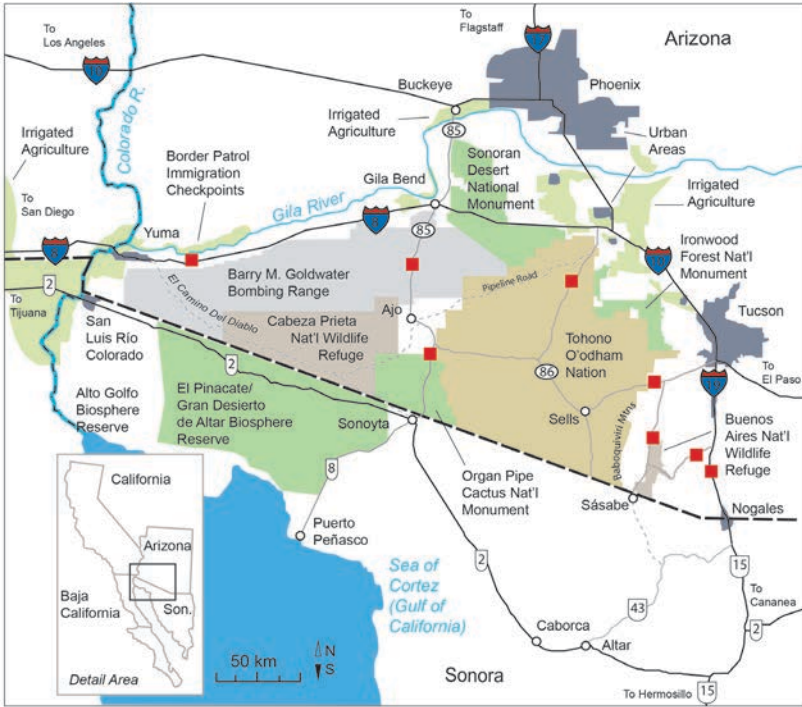 To
Los Angeles
To
Flagstaff
Arizona
10
Buckeye
Phoenix
Colorado R.
Irrigated
Agriculture
85
Irrigated
Agriculture
Urban
Areas
Border Patrol
Immigration
Checkpoints
Gila Bend
Sonoran
Desert
National
Monument
To
San Diego
Gila River
Irrigated
Agriculture
Yuma
8
8
85
Ironwood
Forest Nat'l
Monument
Barry M. Goldwater
Bombing Range
Pipeline Road
El Camino Del Diablo
2
To
Tijuana
Cabeza Prieta
Nat'l Wildlife
Refuge
Ajo
Tucson
San
Luis Río
Colorado
2
Tohono
O'odham
Nation
86
To
El Paso
Alto Golfo
Biosphere
Reserve
El Pinacate/
Gran Desierto
de Altar Biosphere
Reserve
Sonoyta
Sells
Baboquiviri Mtns
Buenos
Aires Nat'l
Wildlife
Refuge
8
Organ Pipe
Cactus Nat'l
Monument
Sásabe
Nogales
California
Arizona
Baja
California
Son.
Detail Area
Puerto
Peñasco
Sea of
Cortez
(Gulf of
California)
2
15
To
Cananea
43
2
Caborca
Altar
N
S
50 km
Sonora
To Hermosillo
15